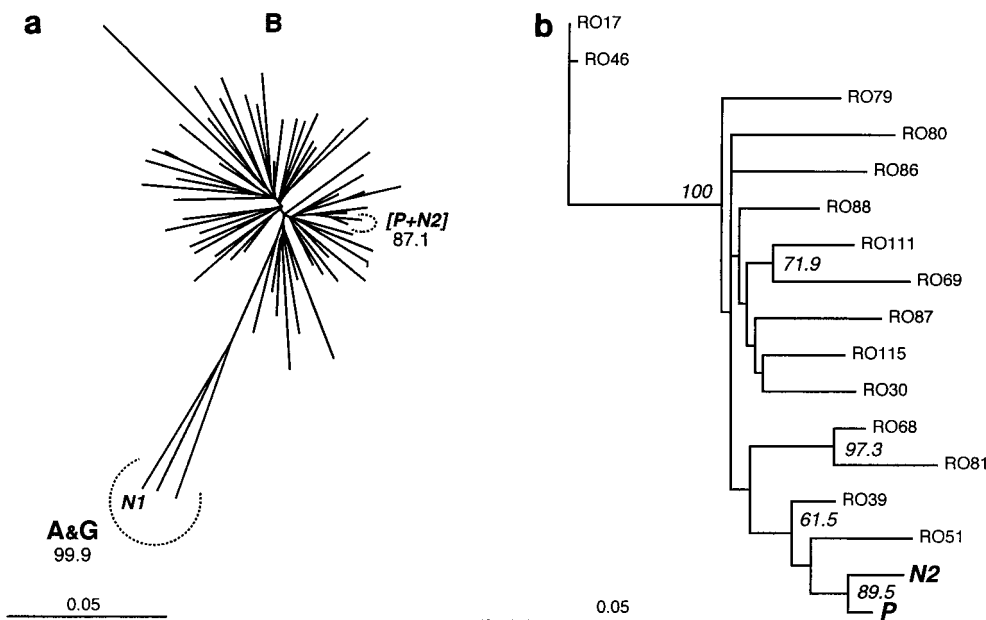 a
B
[P+N2]
87.1
N1
A&G
99.9
0.05
b
RO17
RO46
RO79
RO80
100
RO86
RO88
RO111
71.9
RO69
RO87
RO115
RO30
RO68
97.3
RO81
RO39
61.5
RO51
N2
89.5
P
0.05